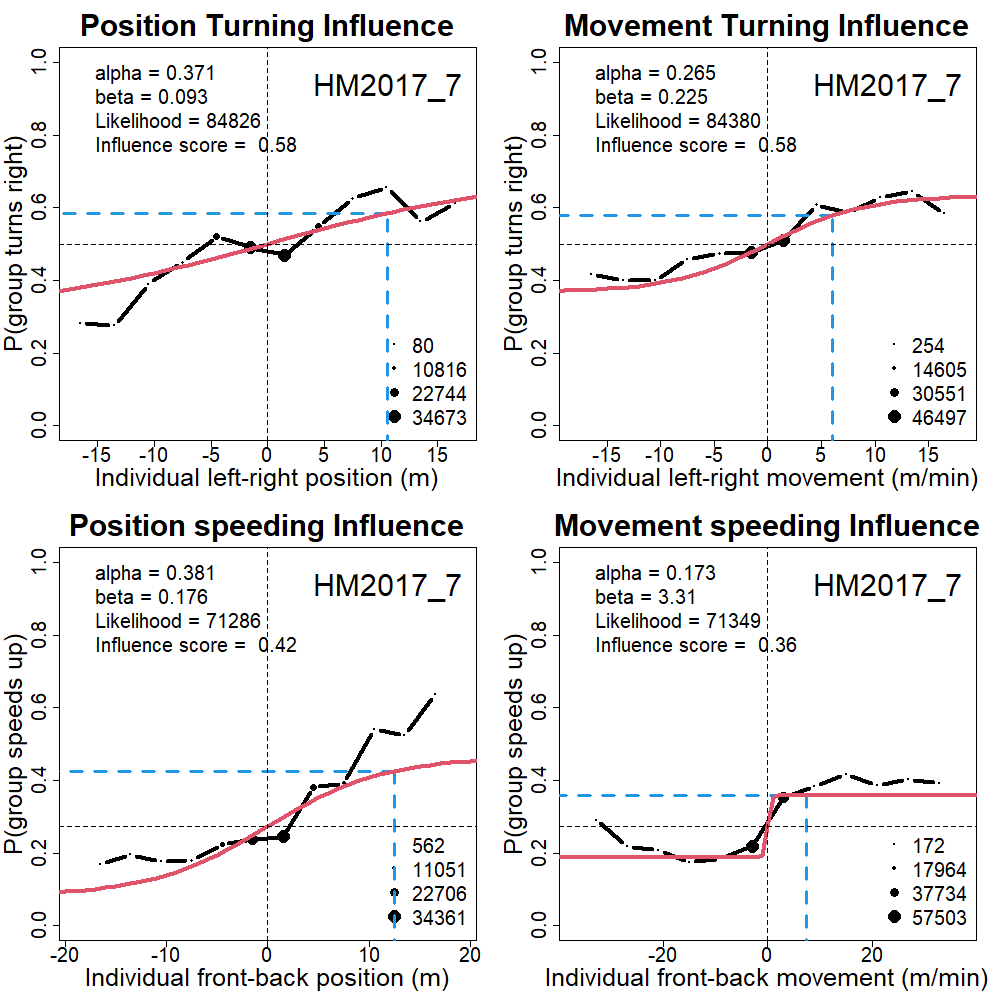 Position Turning Influence
P(group turns right)
1.0
0.8
0.6
0.4
0.2
0.0
alpha = 0.371
beta = 0.093
Likelihood = 84826
Influence score = 0.58
HM2017_7
80
10816
22744
34673
-15 -10 -5 0 5 10 15
Individual left-right position (m)
Movement Turning Influence
P(group turns right)
1.0
0.8
0.6
0.4
0.2
0.0
alpha = 0.265
beta = 0.225
Likelihood = 84380
Influence score = 0.58
HM2017_7
254
14605
30551
46497
-15 -10 -5 0 5 10 15
Individual left-right movement (m/min)
Position speeding Influence
P(group speeds up)
1.0
0.8
0.6
0.4
0.2
0.0
alpha = 0.381
beta = 0.176
Likelihood = 71286
Influence score = 0.42
HM2017_7
562
11051
22706
34361
-20 -10 0 10 20
Individual front-back position (m)
Movement speeding Influence
P(group speeds up)
1.0
0.8
0.6
0.4
0.2
0.0
alpha = 0.173
beta = 3.31
Likelihood = 71349
Influence score = 0.36
HM2017_7
172
17964
37734
57503
-20 0 20
Individual front-back movement (m/min)